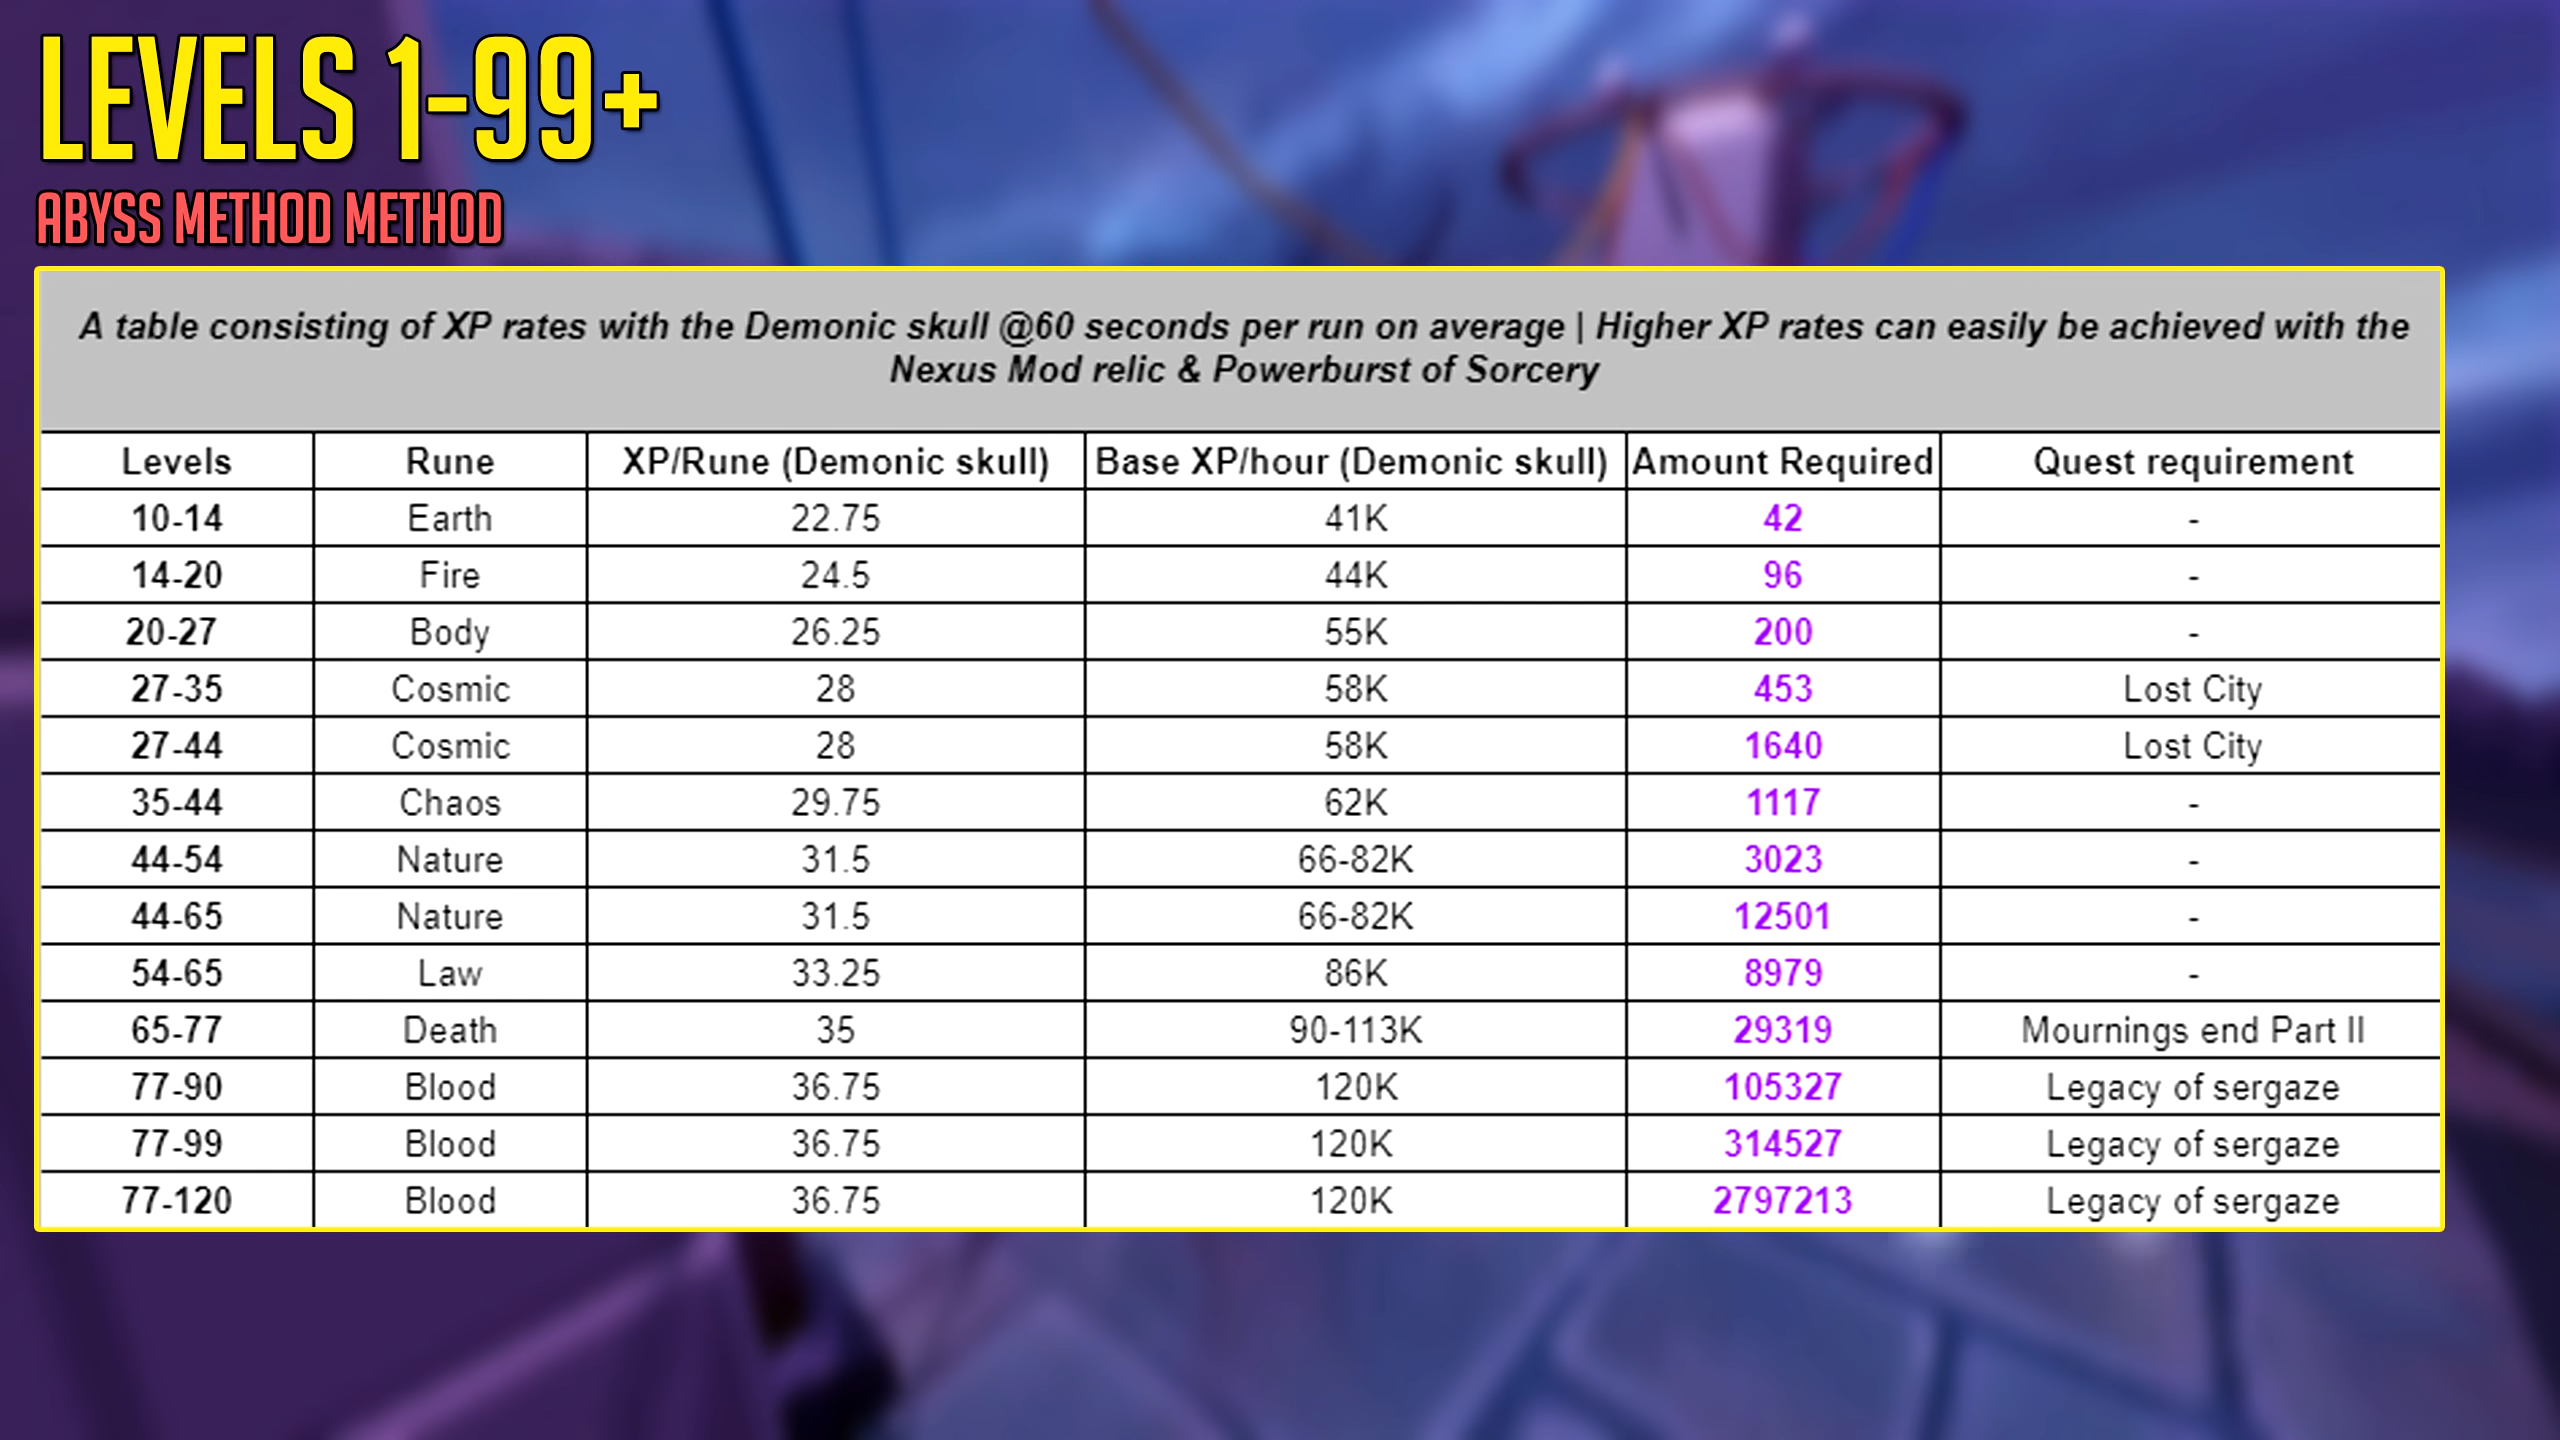 LEVELS 1-99+
ABYSS METHOD METHOD
A table consisting of XP rates with the Demonic skull @60 seconds per run on average | Higher XP rates can easily be achieved with the
Nexus Mod relic & Powerburst of Sorcery
Levels Rune XP/Rune (Demonic skull) Base XP/hour (Demonic skull) Amount Required Quest requirement
10-14 Earth 22.75 41K 42 -
14-20 Fire 24.5 44K 96 -
20-27 Body 26.25 55K 200 -
27-35 Cosmic 28 58K 453 Lost City
27-44 Cosmic 28 58K 1640 Lost City
35-44 Chaos 29.75 62K 1117 -
44-54 Nature 31.5 66-82K 3023 -
44-65 Nature 31.5 66-82K 12501 -
54-65 Law 33.25 86K 8979 -
65-77 Death 35 90-113K 29319 Mournings end Part II
77-90 Blood 36.75 120K 105327 Legacy of sergaze
77-99 Blood 36.75 120K 314527 Legacy of sergaze
77-120 Blood 36.75 120K 2797213 Legacy of sergaze